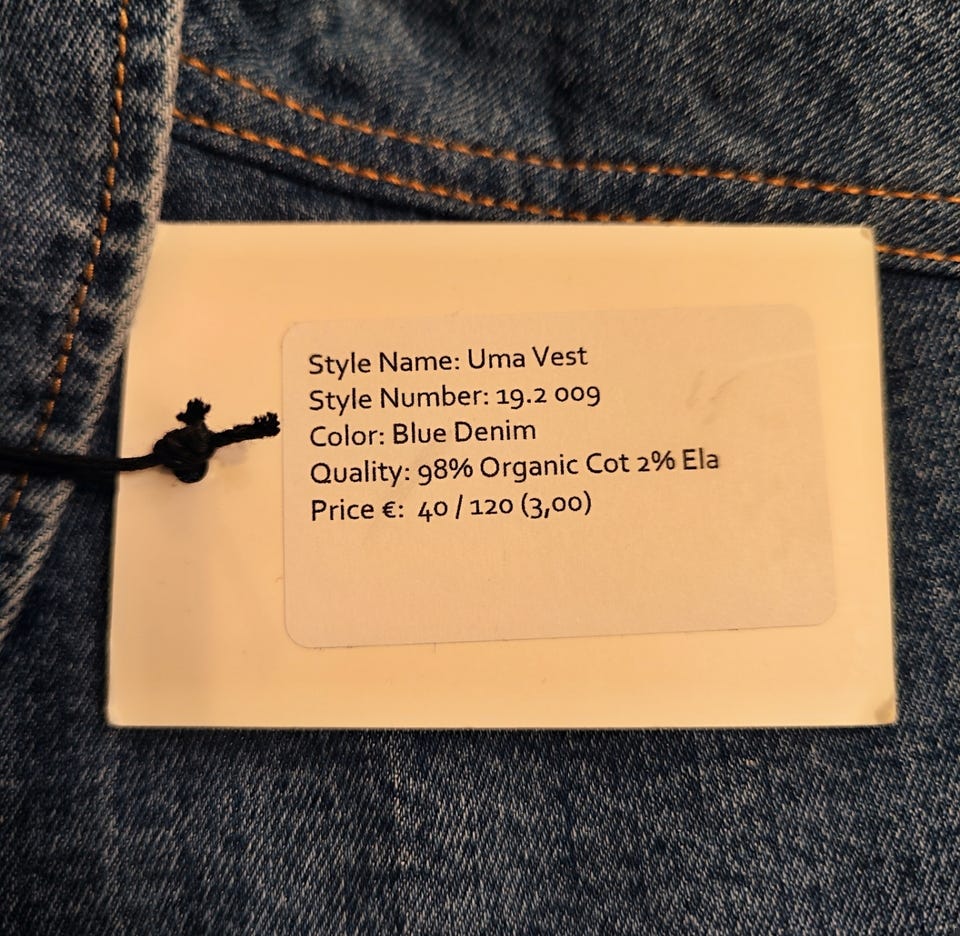 Style Name: Uma Vest
Style Number: 19.2 009
Color: Blue Denim
Quality: 98% Organic Cot 2% Ela
Price €: 40 / 120 (3,00)